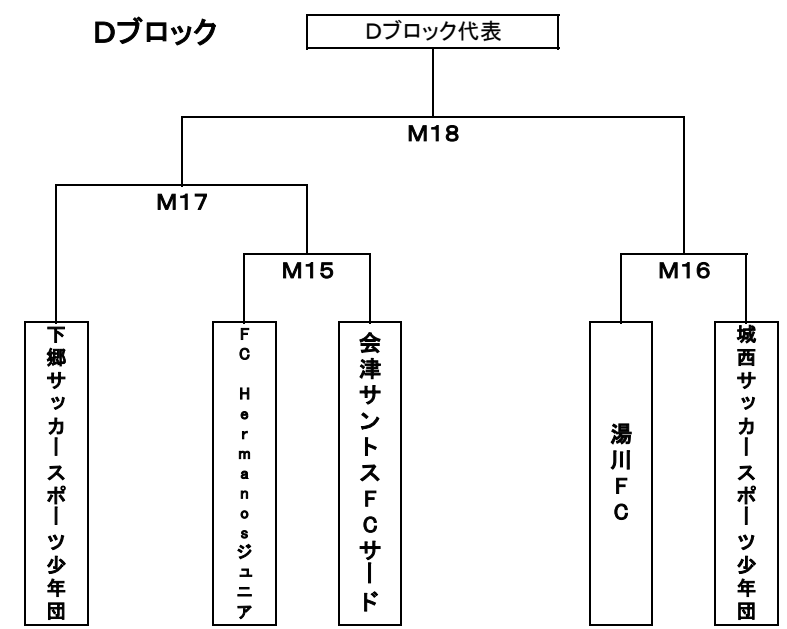 Dブロック
Dブロック代表
M18
M17
M15
M16
下郷サッカースポーツ少年団
FC Hermanosジュニア
会津サントスFCサード
湯川FC
城西サッカースポーツ少年団